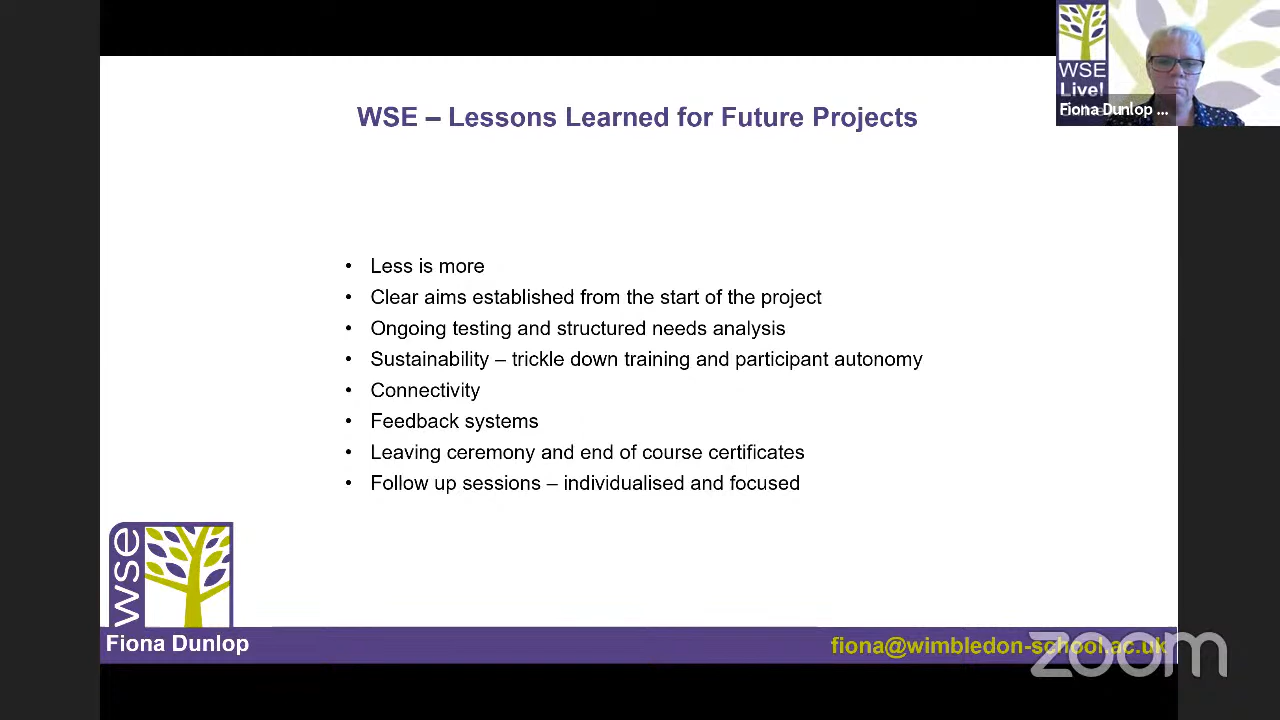 WSE – Lessons Learned for Future Projects
WSE
Live!
Fiona Dunlop ...
• Less is more
• Clear aims established from the start of the project
• Ongoing testing and structured needs analysis
• Sustainability – trickle down training and participant autonomy
• Connectivity
• Feedback systems
• Leaving ceremony and end of course certificates
• Follow up sessions – individualised and focused
wse
Fiona Dunlop
fiona@wimbledon-school.ac.uk
zoom